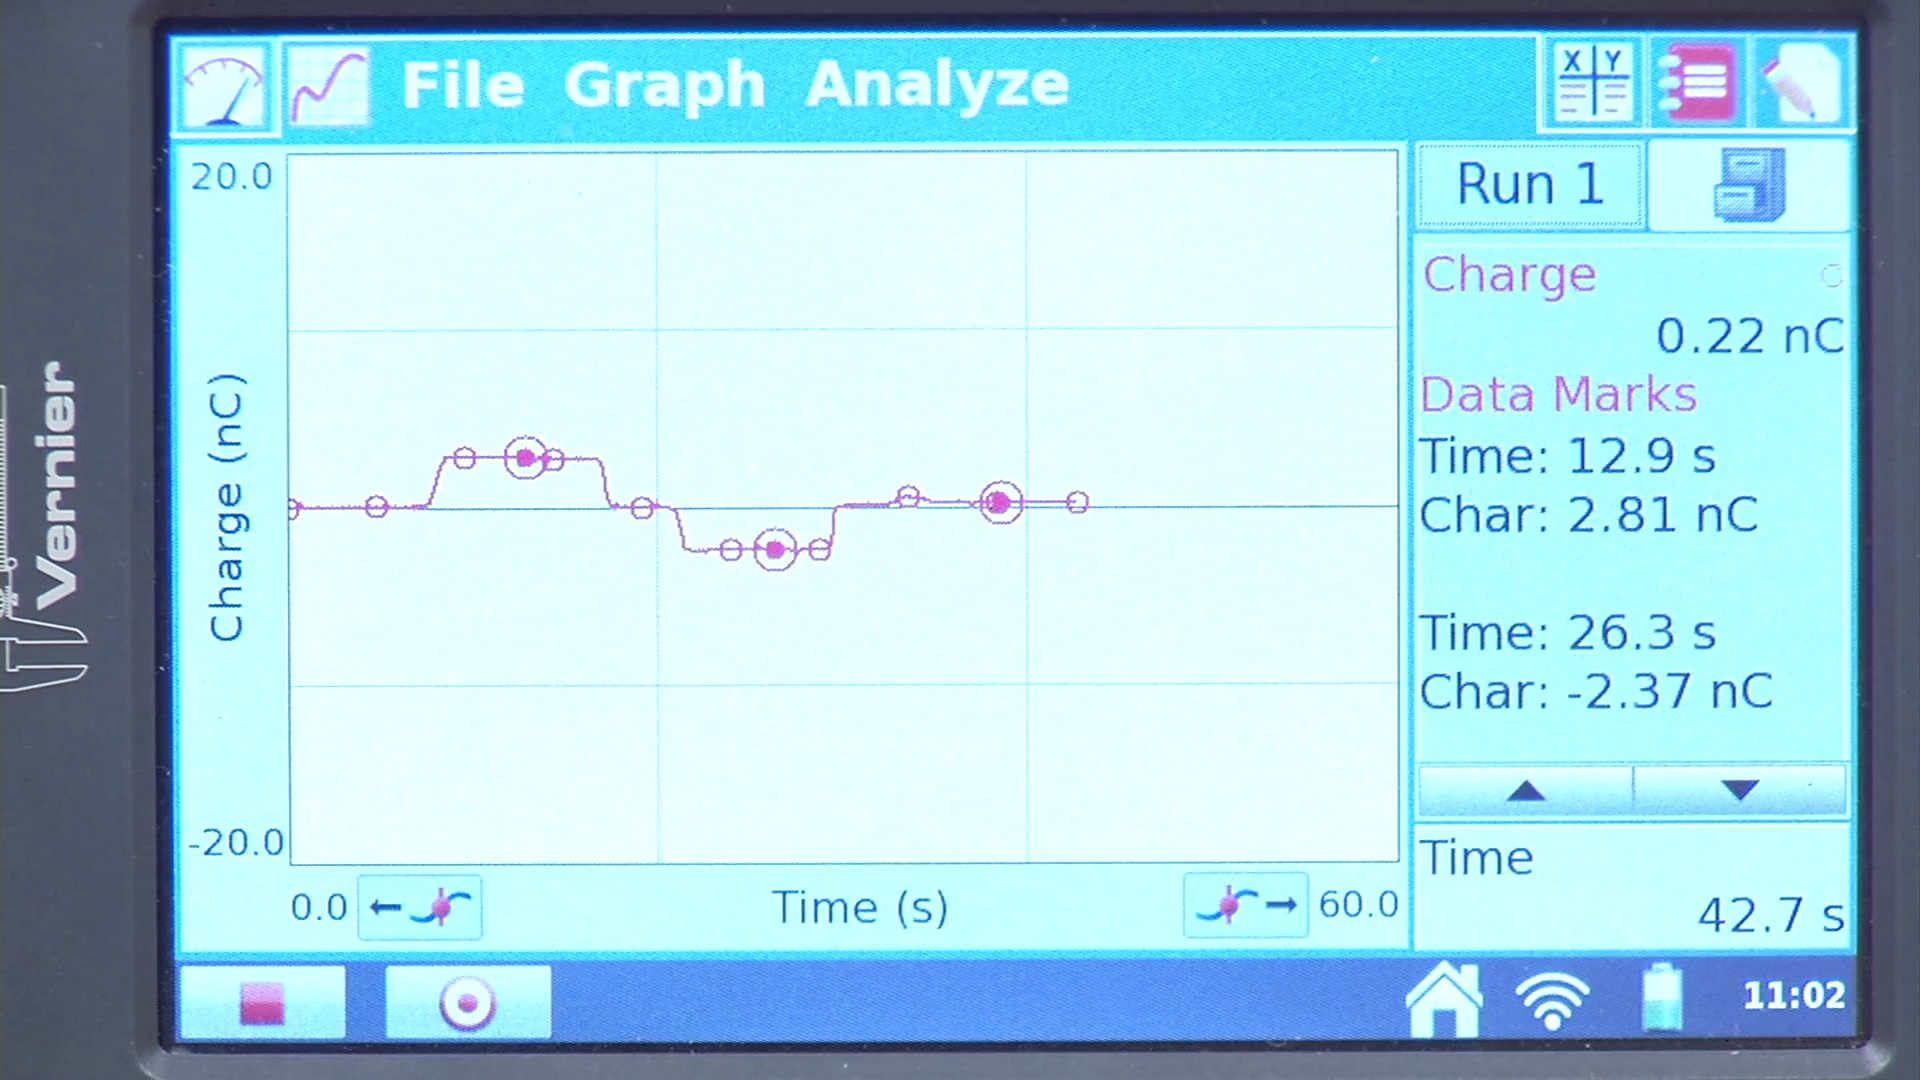 File Graph Analyze
X Y
20.0
Charge (nC)
-20.0
0.0
Time (s)
60.0
Run 1
Charge
0.22 nC
Data Marks
Time: 12.9 s
Char: 2.81 nC
Time: 26.3 s
Char: -2.37 nC
Time
42.7 s
11:02
Vernier